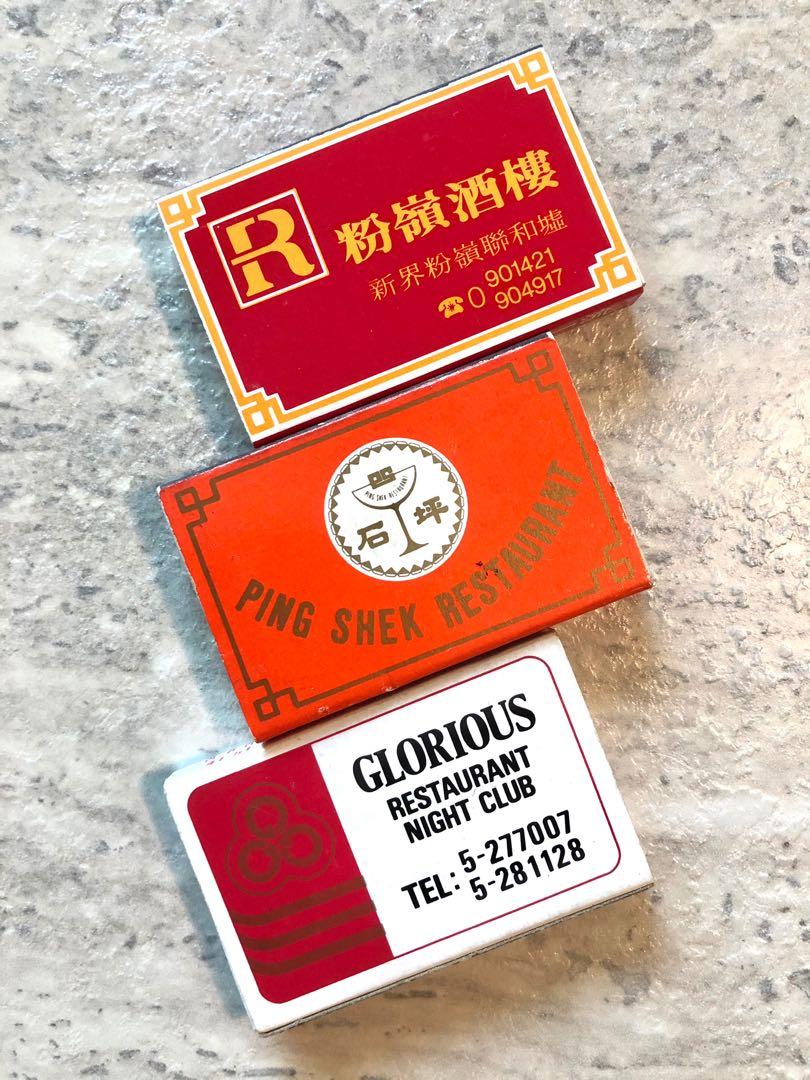 R
粉嶺酒樓
新界粉嶺聯和墟
☎0 901421
904917
PING SHEK RESTAURANT
石坪
PING SHEK RESTAURANT
GLORIOUS
RESTAURANT
NIGHT CLUB
TEL: 5-277007
5-281128